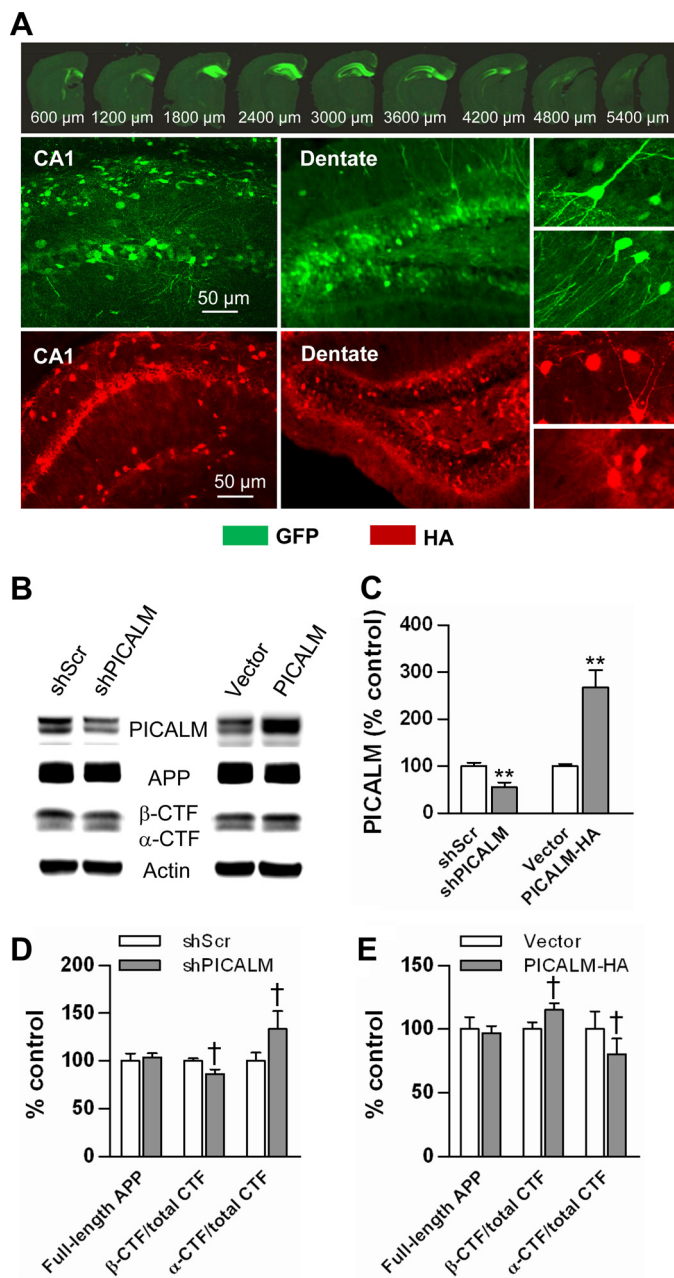 A
600 µm 1200 µm 1800 µm 2400 µm 3000 µm 3600 µm 4200 µm 4800 µm 5400 µm
CA1
Dentate
50 µm
CA1
Dentate
50 µm
GFP
HA
B
shScr
shPICALM
Vector
PICALM
PICALM
APP
β-CTF
α-CTF
Actin
C
PICALM (% control)
400
300
200
100
0
**
**
shScr
shPICALM
Vector
PICALM-HA
D
shScr
shPICALM
% control
200
150
100
50
0
†
†
Full-length APP
β-CTF/total CTF
α-CTF/total CTF
E
Vector
PICALM-HA
% control
150
100
50
0
†
†
Full-length APP
β-CTF/total CTF
α-CTF/total CTF